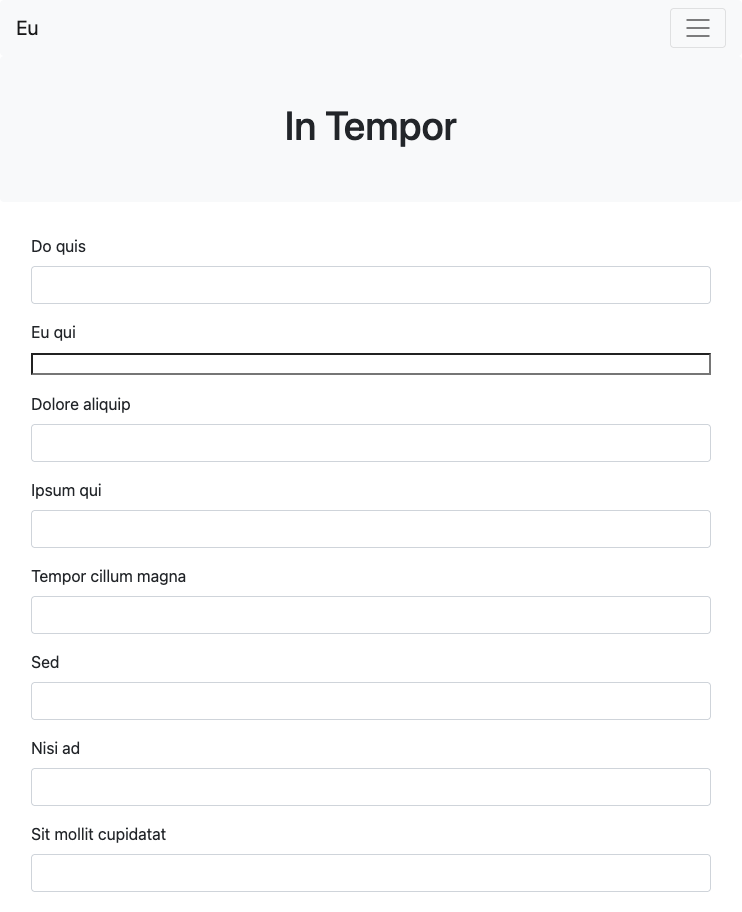 Eu
In Tempor
Do quis
Eu qui
Dolore aliquip
Ipsum qui
Tempor cillum magna
Sed
Nisi ad
Sit mollit cupidatat